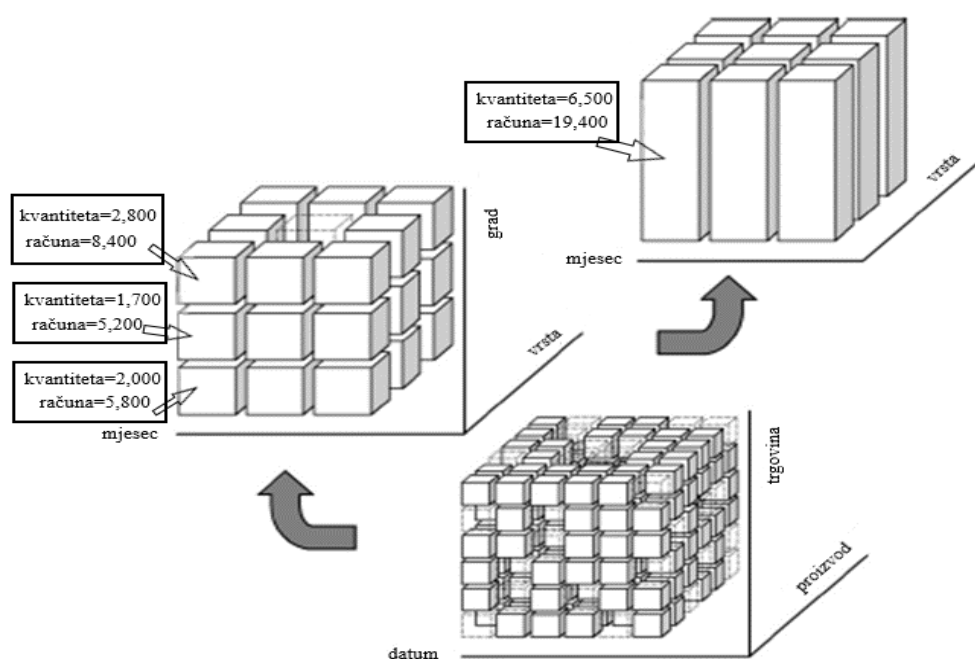 kvantiteta=6,500
računa=19,400
vrsta
mjesec
kvantiteta=2,800
računa=8,400
grad
kvantiteta=1,700
računa=5,200
vrsta
kvantiteta=2,000
računa=5,800
mjesec
trgovina
proizvod
datum